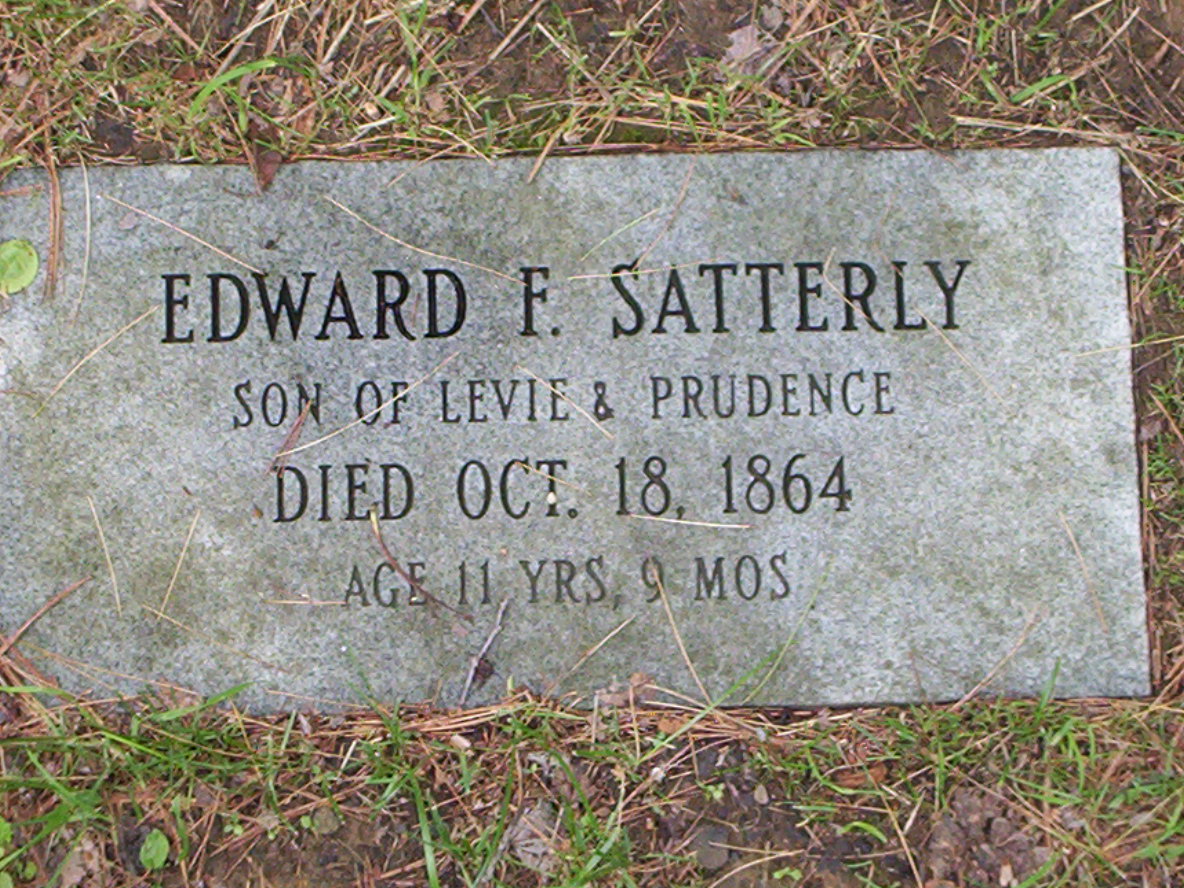 EDWARD F. SATTERLY
SON OF LEVIE & PRUDENCE
DIED OCT. 18, 1864
AGE 11 YRS, 9 MOS